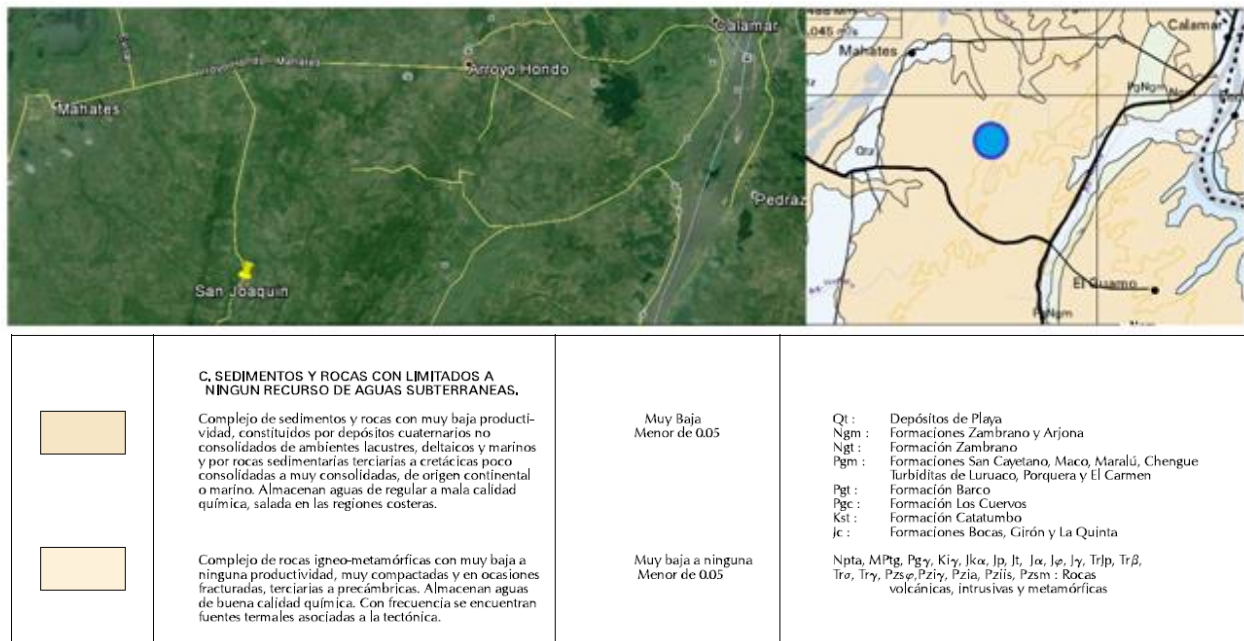 Calamar
Arroyo Hondo - Mahates
Arroyo Hondo
Mahates
Pedraz
San Joaquin
.045 m/s
Calamar
Mahates
PgNgm
Ngm
Qta
El Guamo
PgNgm
C. SEDIMENTOS Y ROCAS CON LIMITADOS A
NINGUN RECURSO DE AGUAS SUBTERRANEAS.
Complejo de sedimentos y rocas con muy baja producti-
vidad, constituidos por depósitos cuaternarios no
consolidados de ambientes lacustres, deltaicos y marinos
y por rocas sedimentarías terciarias a cretácicas poco
consolidadas a muy consolidadas, de origen continental
o marino. Almacenan aguas de regular a mala calidad
química, salada en las regiones costeras.
Muy Baja
Menor de 0.05
Qt : Depósitos de Playa
Ngm : Formaciones Zambrano y Arjona
Ngt : Formación Zambrano
Pgm : Formaciones San Cayetano, Maco, Maralú, Chengue
Turbiditas de Luruaco, Porquera y El Carmen
Pgt : Formación Barco
Pgc : Formación Los Cuervos
Kst : Formación Catatumbo
Jc : Formaciones Bocas, Girón y La Quinta
Complejo de rocas igneo-metamórficas con muy baja a
ninguna productividad, muy compactadas y en ocasiones
fracturadas, terciarias a precámbricas. Almacenan aguas
de buena calidad química. Con frecuencia se encuentran
fuentes termales asociadas a la tectónica.
Muy baja a ninguna
Menor de 0.05
Npta, MPtg, Pgγ, Kiγ, Jkα, Jp, Jt, Jα, Jφ, Jγ, TrJp, Trβ,
Trσ, Trγ, Pzsφ,Pziγ, Pzia, Pziis, Pzsm : Rocas
volcánicas, intrusivas y metamórficas